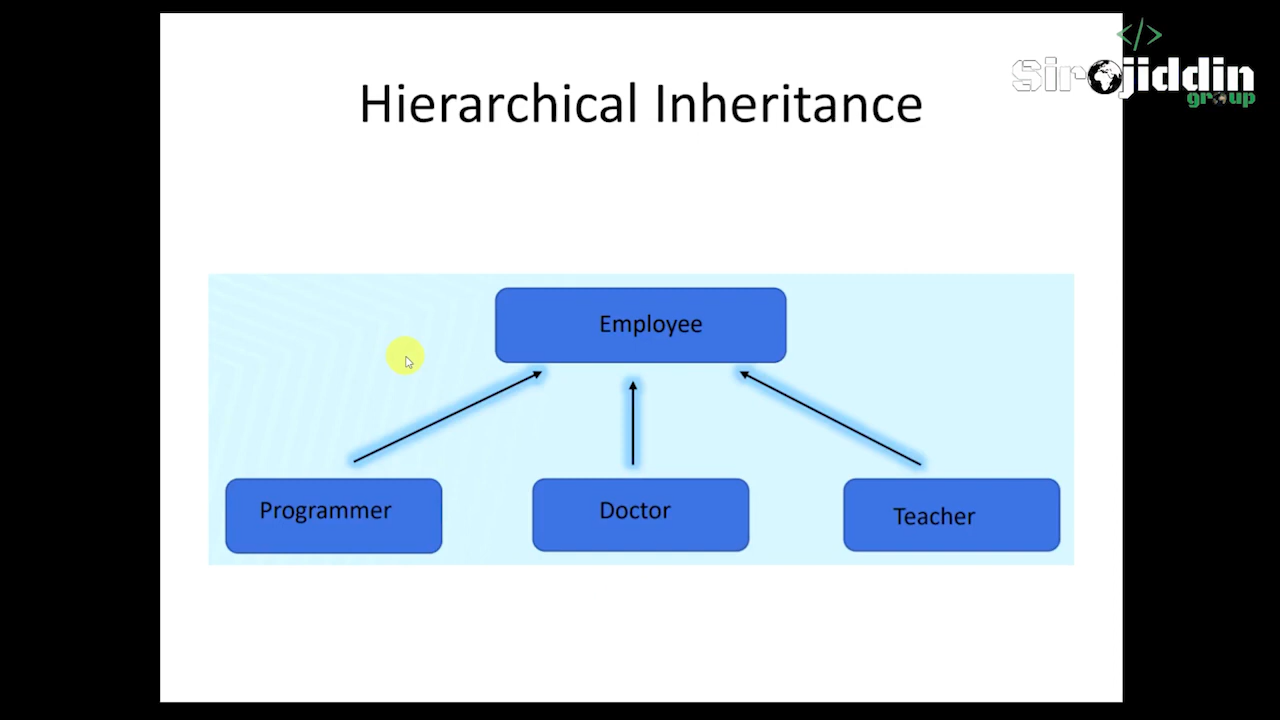 </>
Sirojiddin
group
Hierarchical Inheritance
Employee
Programmer
Doctor
Teacher